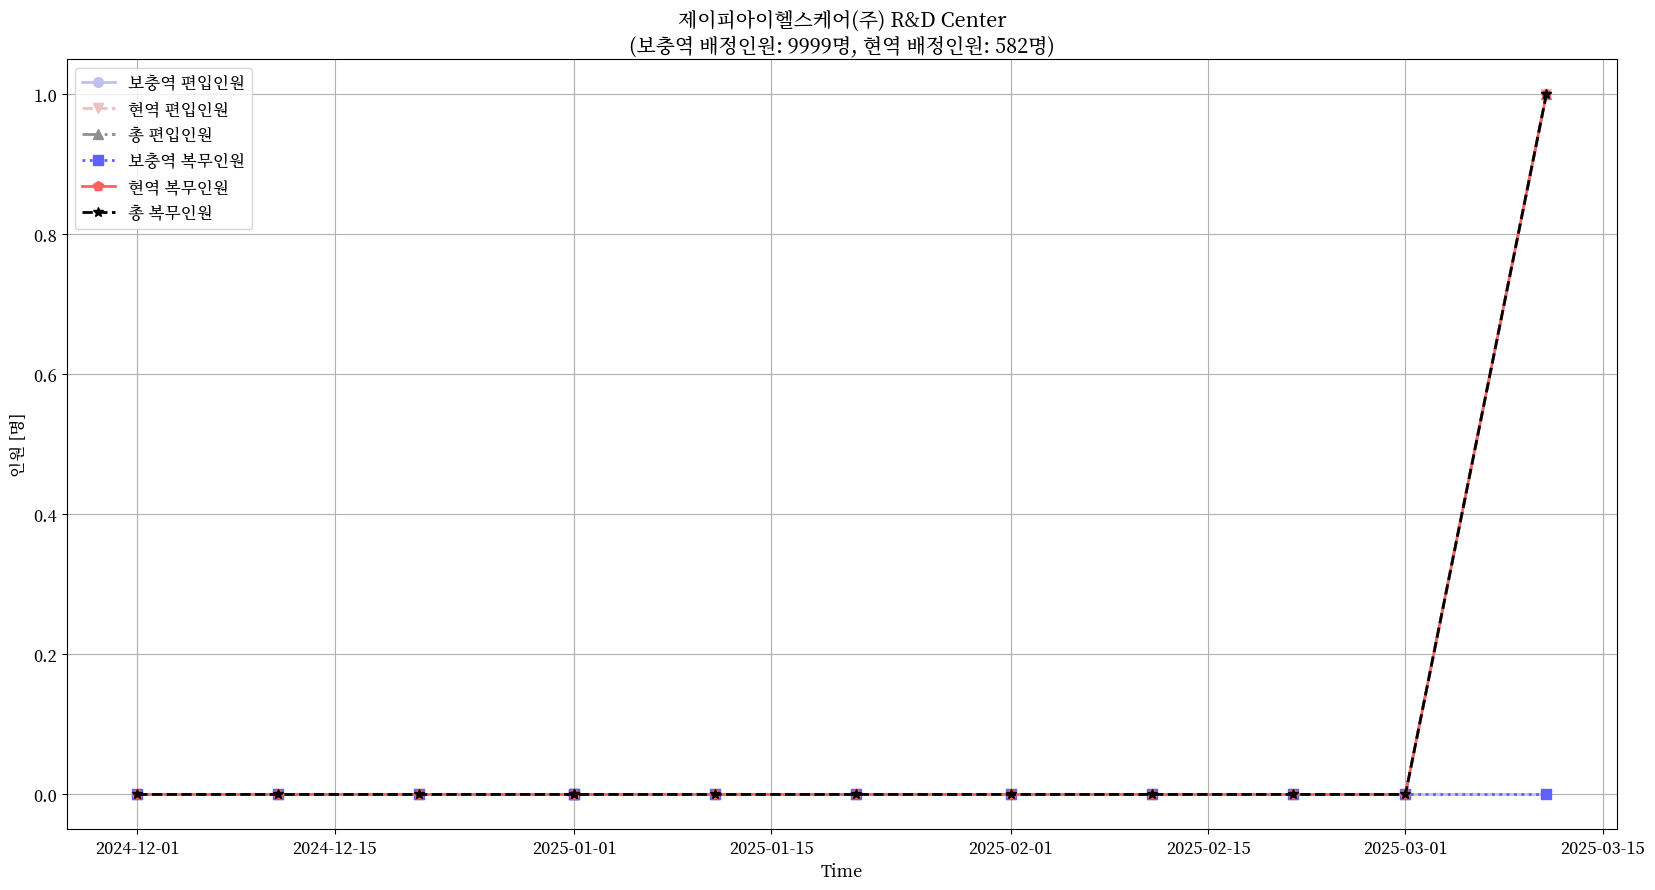 제이피아이헬스케어(주) R&D Center
(보충역 배정인원: 9999명, 현역 배정인원: 582명)
보충역 편입인원
현역 편입인원
총 편입인원
보충역 복무인원
현역 복무인원
총 복무인원
인원 [명]
1.0
0.8
0.6
0.4
0.2
0.0
2024-12-01
2024-12-15
2025-01-01
2025-01-15
2025-02-01
2025-02-15
2025-03-01
2025-03-15
Time